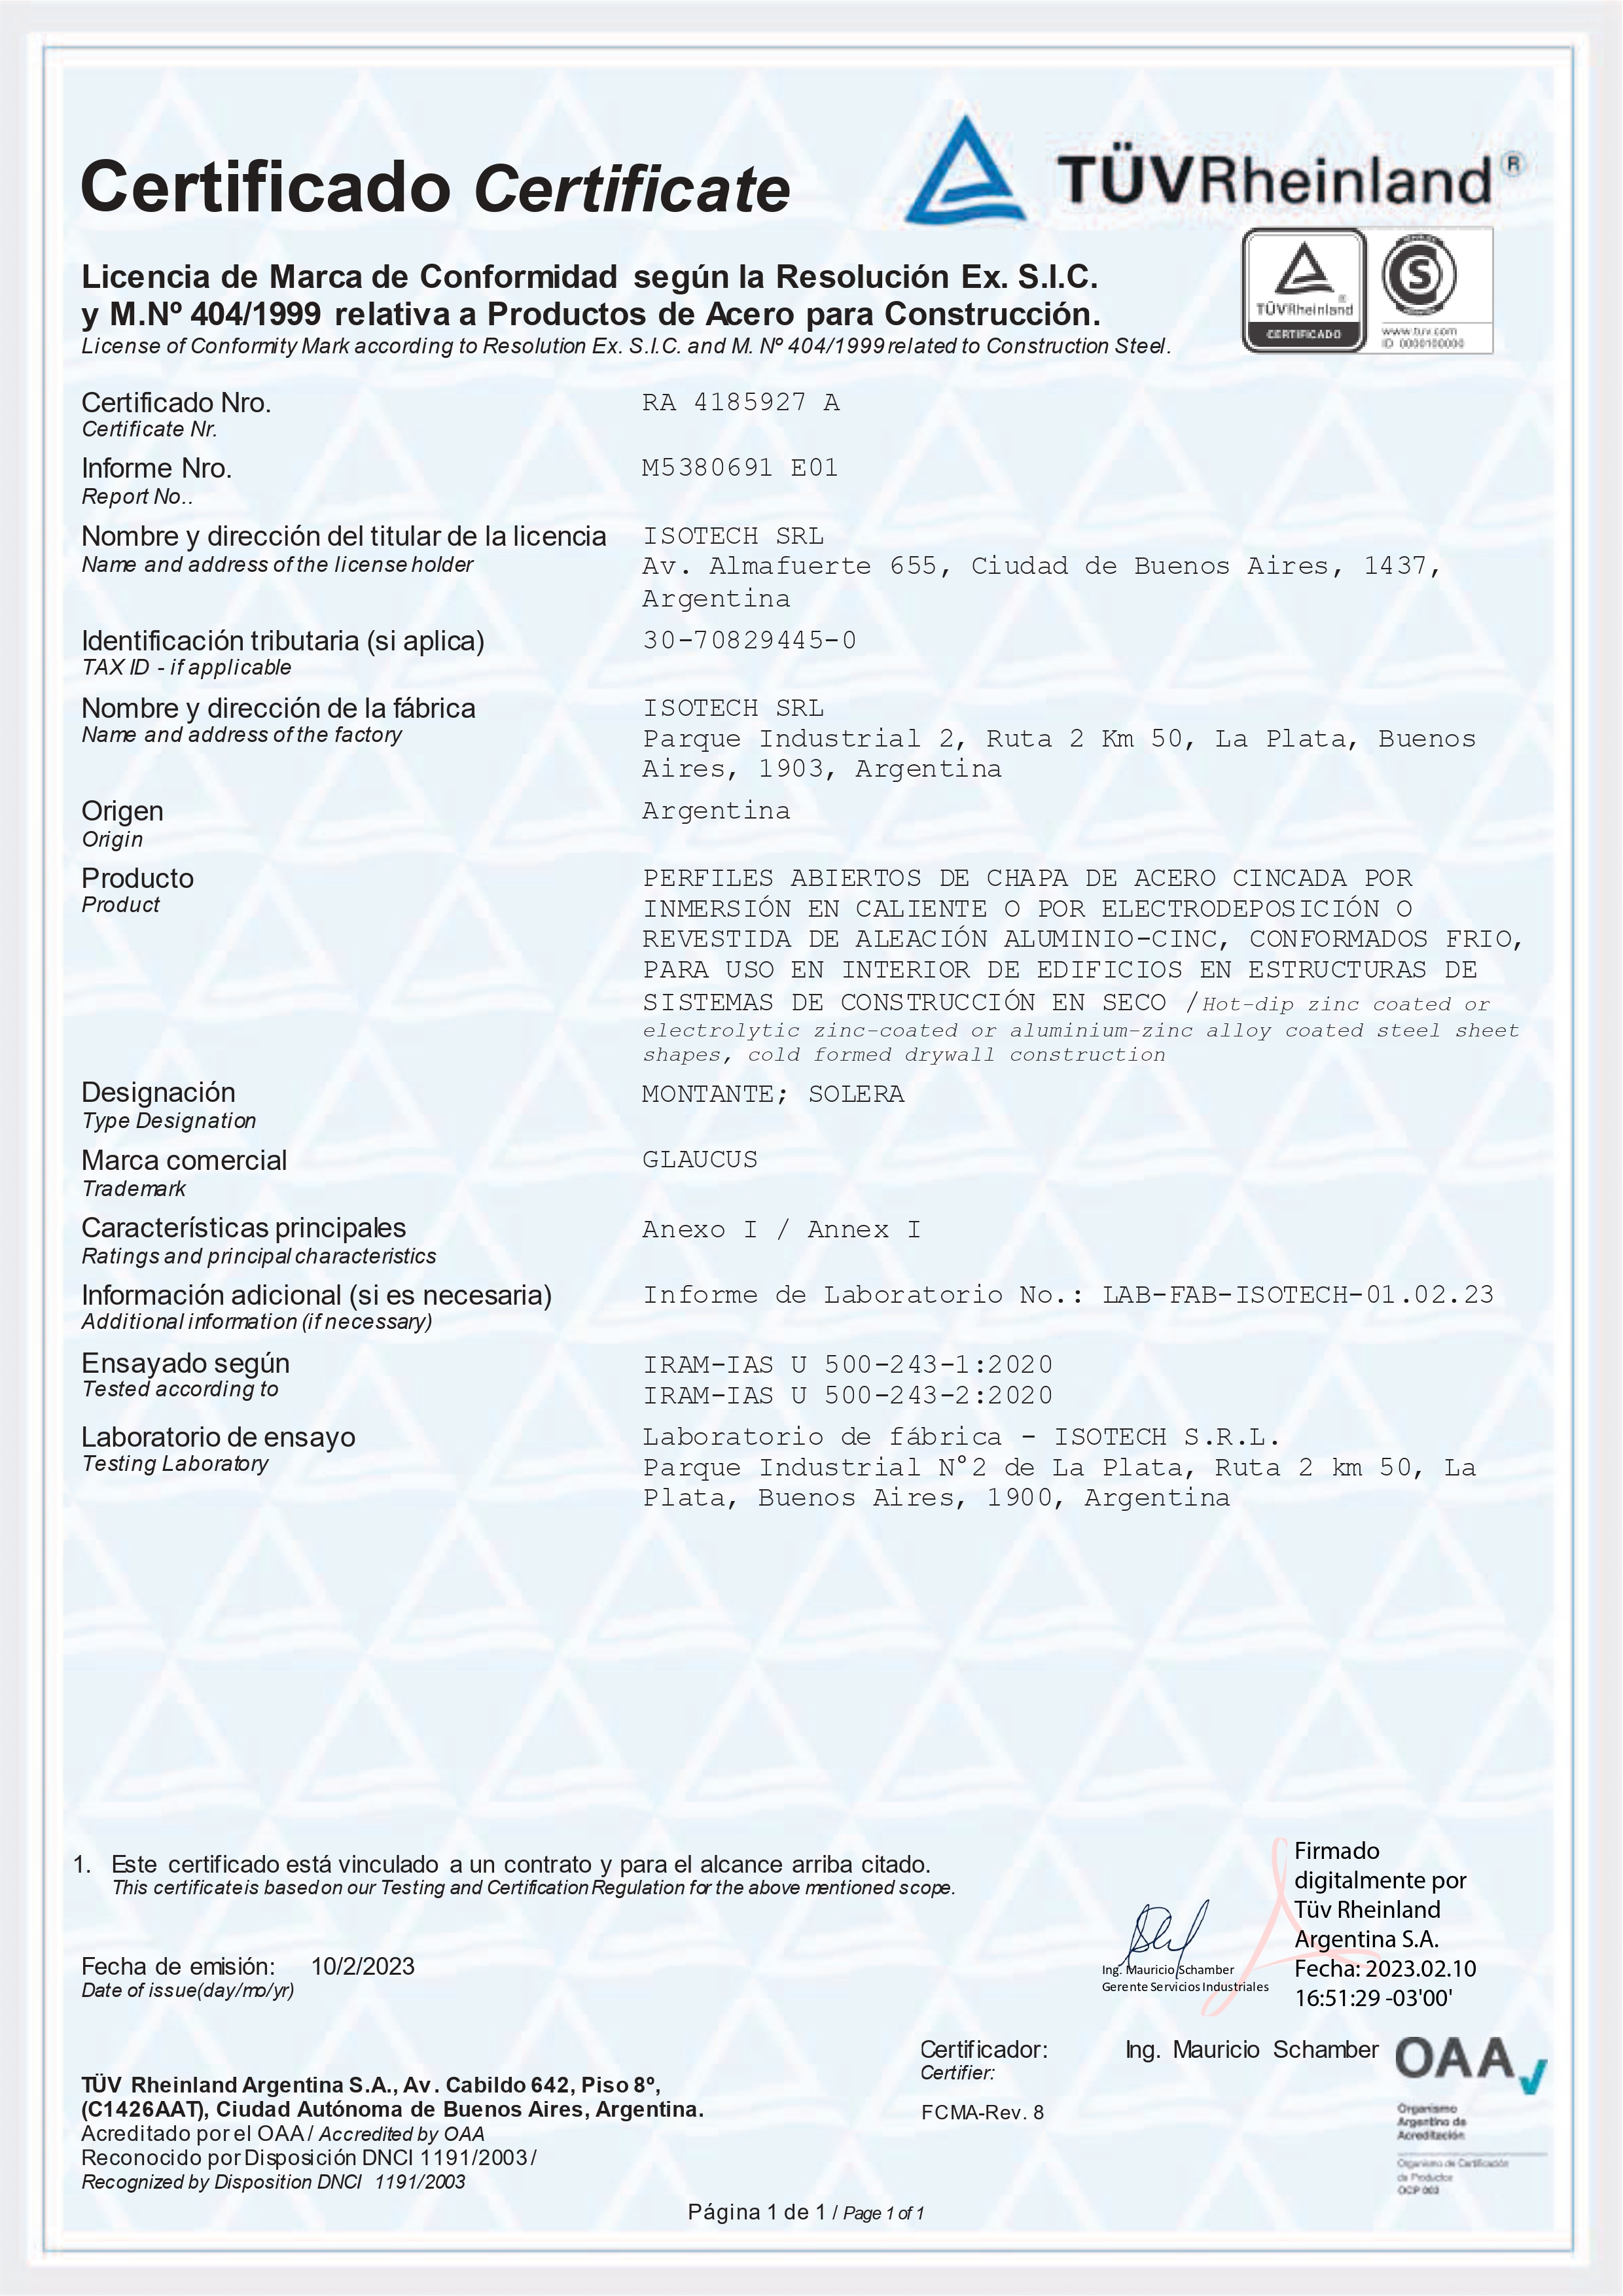 Certificado Certificate
TÜVRheinland®
Licencia de Marca de Conformidad según la Resolución Ex. S.I.C.
y M.Nº 404/1999 relativa a Productos de Acero para Construcción.
License of Conformity Mark according to Resolution Ex. S.I.C. and M. Nº 404/1999 related to Construction Steel.
TÜVRheinland®
CERTIFICADO
S
www.tuv.com
ID 0000100000
Certificado Nro. RA 4185927 A
Certificate Nr.
Informe Nro. M5380691 E01
Report No..
Nombre y dirección del titular de la licencia ISOTECH SRL
Name and address of the license holder Av. Almafuerte 655, Ciudad de Buenos Aires, 1437,
Argentina
Identificación tributaria (si aplica) 30-70829445-0
TAX ID - if applicable
Nombre y dirección de la fábrica ISOTECH SRL
Name and address of the factory Parque Industrial 2, Ruta 2 Km 50, La Plata, Buenos
Aires, 1903, Argentina
Origen Argentina
Origin
Producto PERFILES ABIERTOS DE CHAPA DE ACERO CINCADA POR
Product INMERSIÓN EN CALIENTE O POR ELECTRODEPOSICIÓN O
REVESTIDA DE ALEACIÓN ALUMINIO-CINC, CONFORMADOS FRIO,
PARA USO EN INTERIOR DE EDIFICIOS EN ESTRUCTURAS DE
SISTEMAS DE CONSTRUCCIÓN EN SECO /Hot-dip zinc coated or
electrolytic zinc-coated or aluminium-zinc alloy coated steel sheet
shapes, cold formed drywall construction
Designación MONTANTE; SOLERA
Type Designation
Marca comercial GLAUCUS
Trademark
Características principales Anexo I / Annex I
Ratings and principal characteristics
Información adicional (si es necesaria) Informe de Laboratorio No.: LAB-FAB-ISOTECH-01.02.23
Additional information (if necessary)
Ensayado según IRAM-IAS U 500-243-1:2020
Tested according to IRAM-IAS U 500-243-2:2020
Laboratorio de ensayo Laboratorio de fábrica - ISOTECH S.R.L.
Testing Laboratory Parque Industrial N°2 de La Plata, Ruta 2 km 50, La
Plata, Buenos Aires, 1900, Argentina
1. Este certificado está vinculado a un contrato y para el alcance arriba citado.
This certificate is based on our Testing and Certification Regulation for the above mentioned scope.
Firmado
digitalmente por
Tüv Rheinland
Argentina S.A.
Fecha: 2023.02.10
16:51:29 -03'00'
Ing. Mauricio Schamber
Gerente Servicios Industriales
Fecha de emisión: 10/2/2023
Date of issue(day/mo/yr)
Certificador: Ing. Mauricio Schamber
Certifier:
FCMA-Rev. 8
OAA
Organismo
Argentino de
Acreditación
Organismo de Certificación
de Productos
OCP 003
TÜV Rheinland Argentina S.A., Av. Cabildo 642, Piso 8º,
(C1426AAT), Ciudad Autónoma de Buenos Aires, Argentina.
Acreditado por el OAA / Accredited by OAA
Reconocido por Disposición DNCI 1191/2003 /
Recognized by Disposition DNCI 1191/2003
Página 1 de 1 / Page 1 of 1